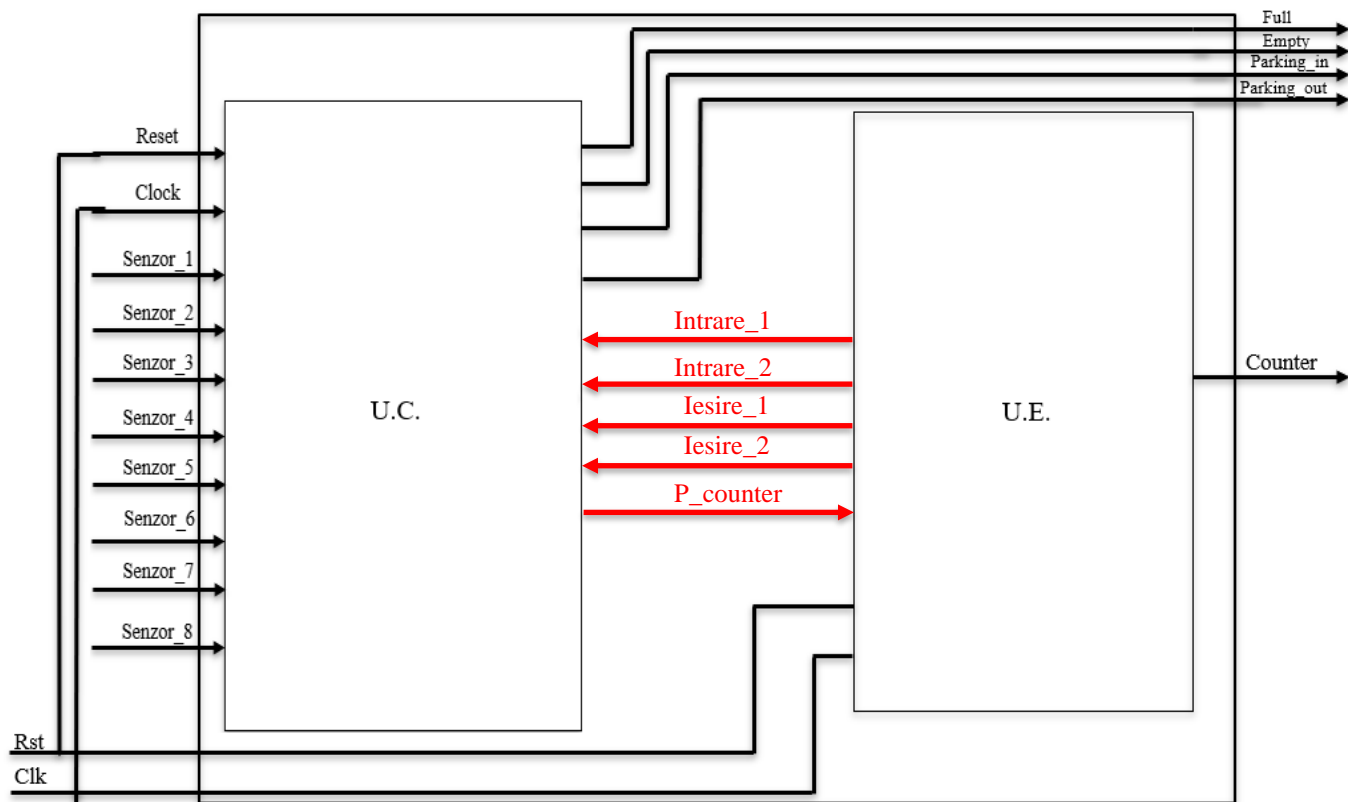 Full
Empty
Parking_in
Parking_out
Reset
Clock
Senzor_1
Senzor_2
Senzor_3
Senzor_4
Senzor_5
Senzor_6
Senzor_7
Senzor_8
U.C.
Intrare_1
Intrare_2
Iesire_1
Iesire_2
P_counter
U.E.
Counter
Rst
Clk